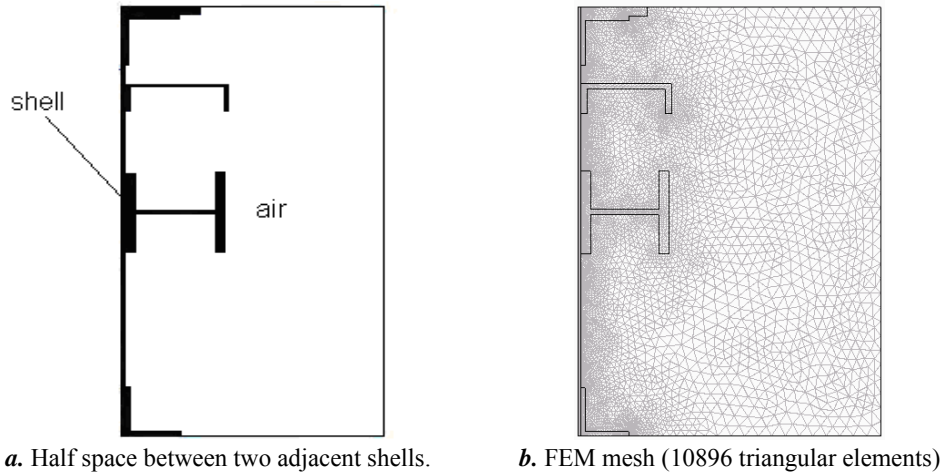 shell
air
a. Half space between two adjacent shells.
b. FEM mesh (10896 triangular elements)